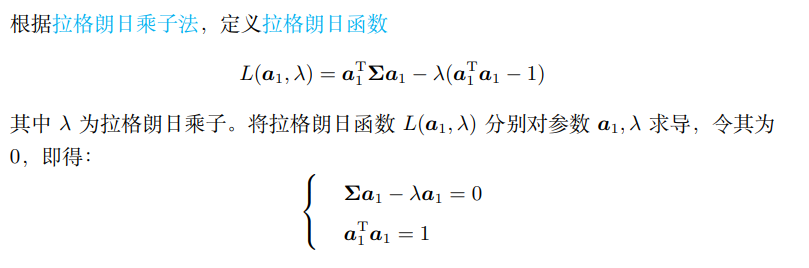 根据拉格朗日乘子法，定义拉格朗日函数
L(a₁, λ) = a₁ᵀΣa₁ − λ(a₁ᵀa₁ − 1)
其中 λ 为拉格朗日乘子。将拉格朗日函数 L(a₁, λ) 分别对参数 a₁, λ 求导，令其为
0，即得：
{ Σa₁ − λa₁ = 0
a₁ᵀa₁ = 1